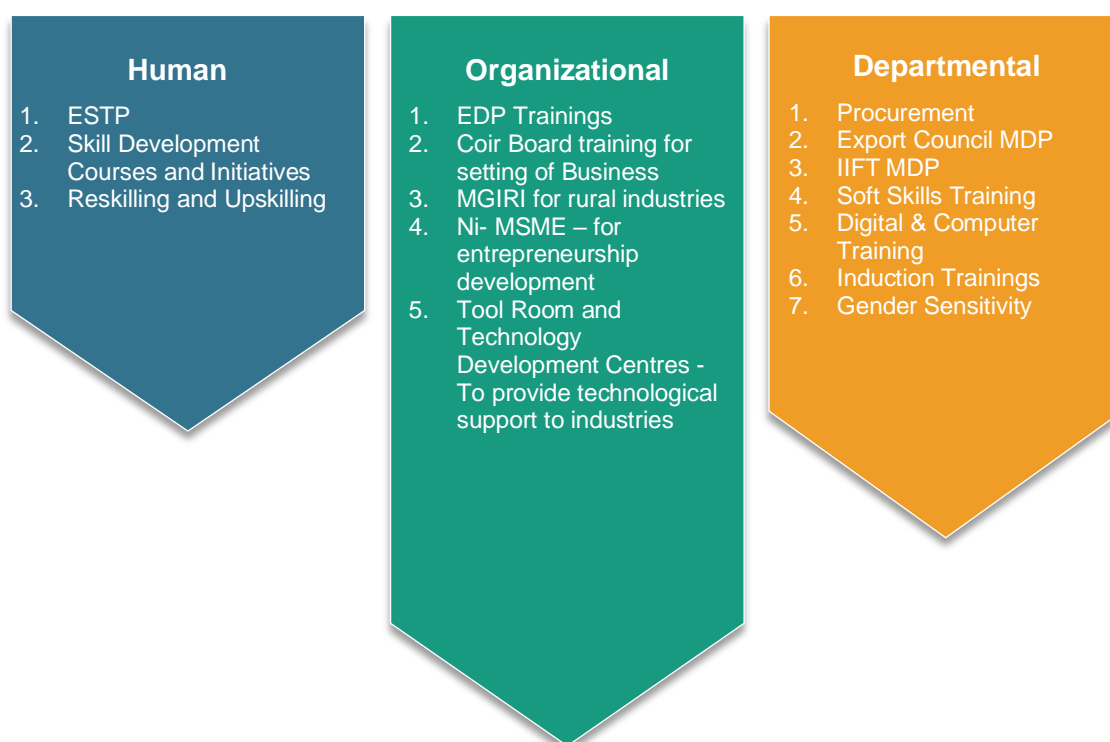 Human
1. ESTP
2. Skill Development
Courses and Initiatives
3. Reskilling and Upskilling
Organizational
1. EDP Trainings
2. Coir Board training for
setting of Business
3. MGIRI for rural industries
4. Ni- MSME – for
entrepreneurship
development
5. Tool Room and
Technology
Development Centres -
To provide technological
support to industries
Departmental
1. Procurement
2. Export Council MDP
3. IIFT MDP
4. Soft Skills Training
5. Digital & Computer
Training
6. Induction Trainings
7. Gender Sensitivity